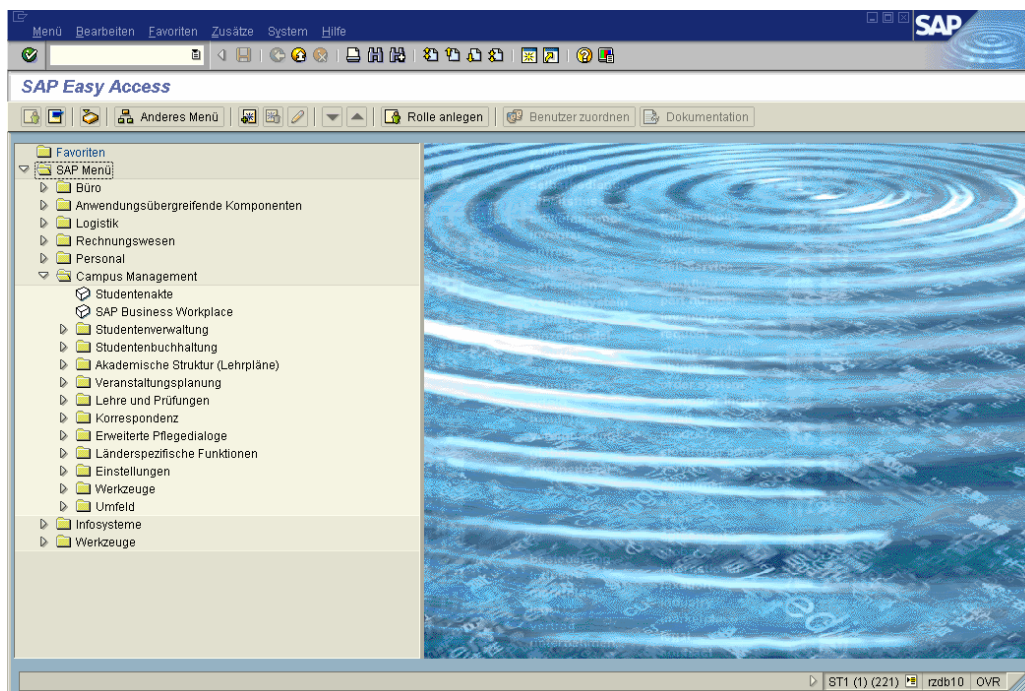 Menü Bearbeiten Favoriten Zusätze System Hilfe
SAP
SAP Easy Access
Anderes Menü Rolle anlegen Benutzer zuordnen Dokumentation
Favoriten
SAP Menü
Büro
Anwendungsübergreifende Komponenten
Logistik
Rechnungswesen
Personal
Campus Management
Studentenakte
SAP Business Workplace
Studentenverwaltung
Studentenbuchhaltung
Akademische Struktur (Lehrpläne)
Veranstaltungsplanung
Lehre und Prüfungen
Korrespondenz
Erweiterte Pflegedialoge
Länderspezifische Funktionen
Einstellungen
Werkzeuge
Umfeld
Infosysteme
Werkzeuge
ST1 (1) (221) rzdb10 OVR